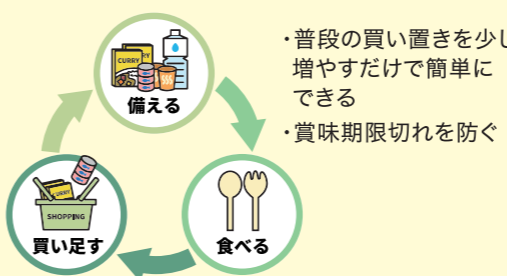 ・普段の買い置きを少し
増やすだけで簡単に
できる
・賞味期限切れを防ぐ
CURRY
備える
CURRY
SHOPPING
買い足す
食べる